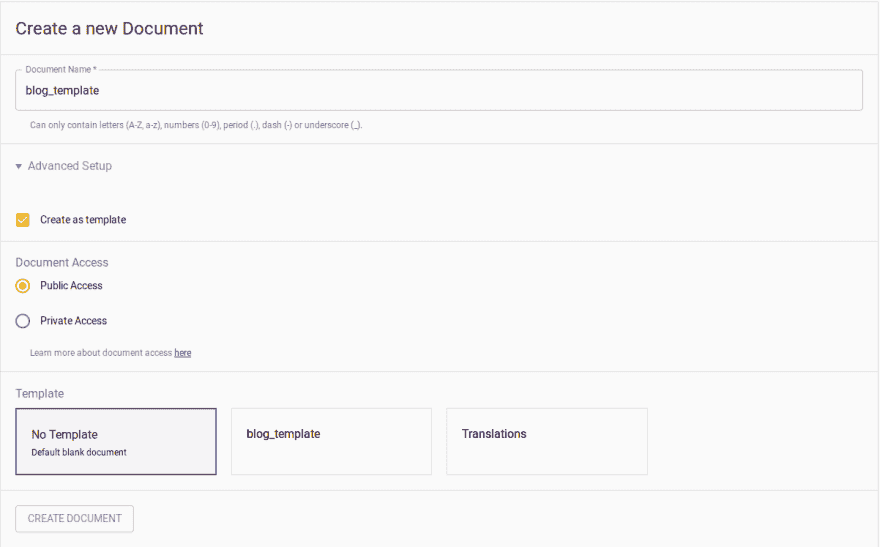 Create a new Document
Document Name *
blog_template
Can only contain letters (A-Z, a-z), numbers (0-9), period (.), dash (-) or underscore (_).
Advanced Setup
Create as template
Document Access
Public Access
Private Access
Learn more about document access here
Template
No Template
Default blank document
blog_template
Translations
CREATE DOCUMENT